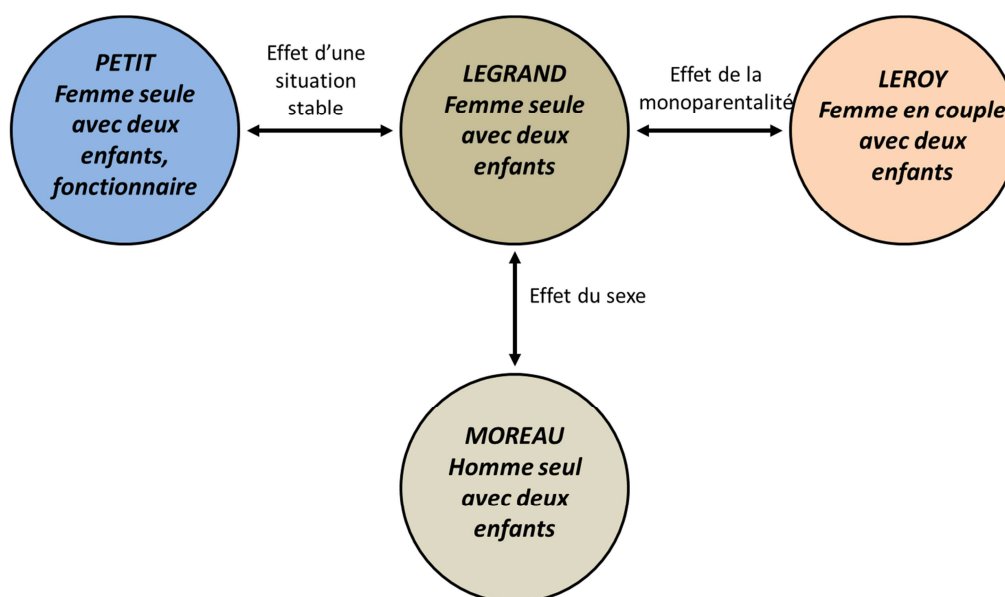 PETIT
Femme seule
avec deux
enfants,
fonctionnaire
Effet d’une
situation
stable
LEGRAND
Femme seule
avec deux
enfants
Effet de la
monoparentalité
LEROY
Femme en couple
avec deux
enfants
Effet du sexe
MOREAU
Homme seul
avec deux
enfants